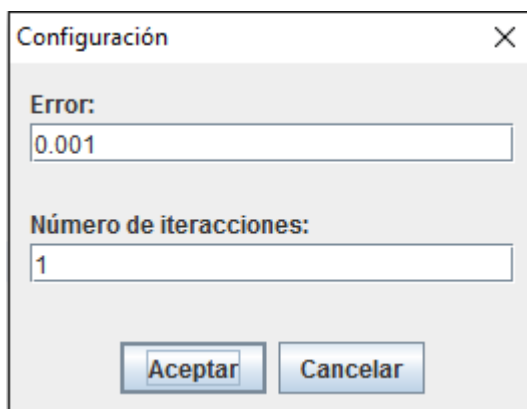 Configuración
Error:
0.001
Número de iteracciones:
1
Aceptar Cancelar